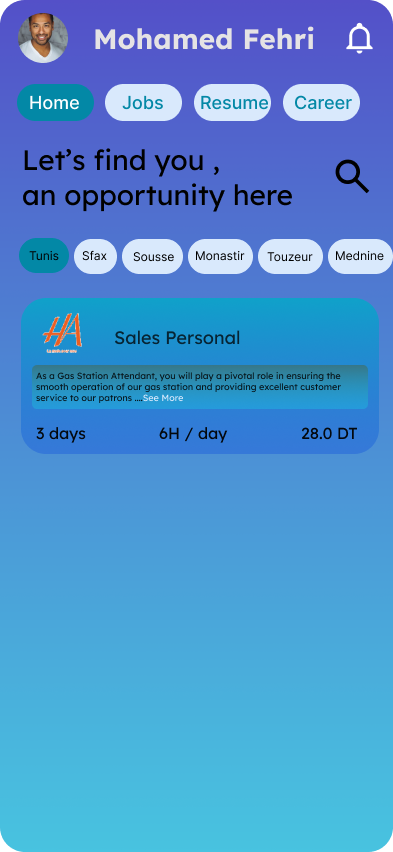 Mohamed Fehri
Home Jobs Resume Career
Let's find you ,
an opportunity here
Tunis Sfax Sousse Monastir Touzeur Mednine
HA
Sales Personal
As a Gas Station Attendant, you will play a pivotal role in ensuring the
smooth operation of our gas station and providing excellent customer
service to our patrons ....See More
3 days 6H / day 28.0 DT